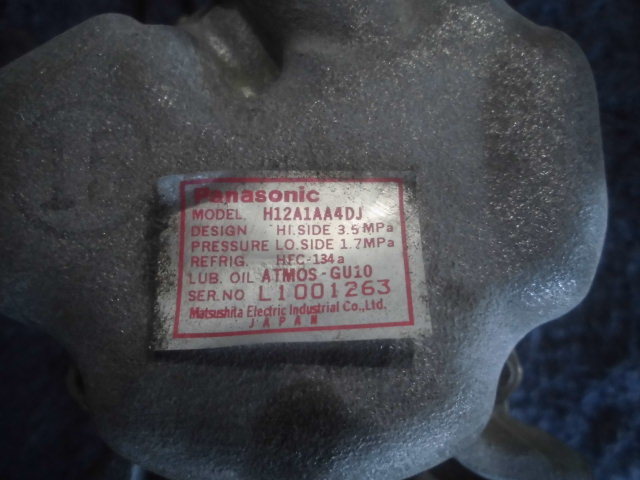 Panasonic
MODEL H12A1AA4DJ
DESIGN HI.SIDE 3.5MPa
PRESSURE LO.SIDE 1.7MPa
REFRIG. HFC-134a
LUB. OIL ATMOS-GU10
SER.NO L1001263
Matsushita Electric Industrial Co.,Ltd.
JAPAN